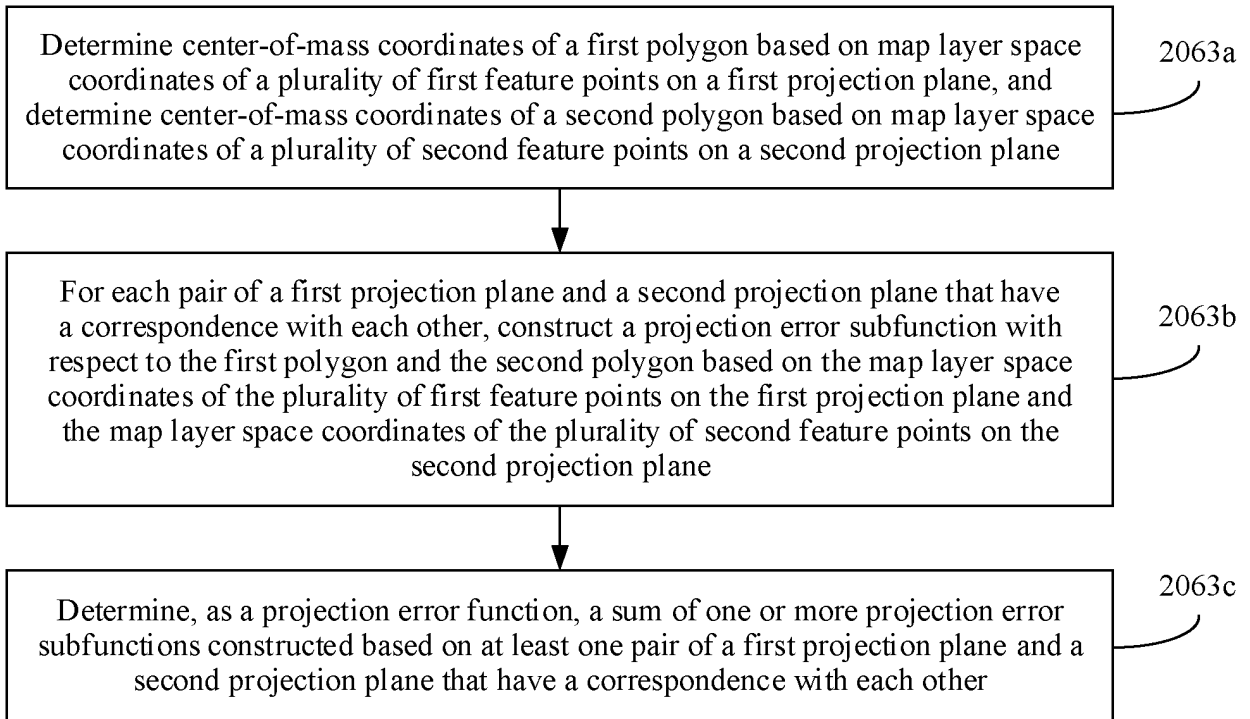 Determine center-of-mass coordinates of a first polygon based on map layer space
coordinates of a plurality of first feature points on a first projection plane, and
determine center-of-mass coordinates of a second polygon based on map layer space
coordinates of a plurality of second feature points on a second projection plane
2063a
For each pair of a first projection plane and a second projection plane that have
a correspondence with each other, construct a projection error subfunction with
respect to the first polygon and the second polygon based on the map layer space
coordinates of the plurality of first feature points on the first projection plane and
the map layer space coordinates of the plurality of second feature points on the
second projection plane
2063b
Determine, as a projection error function, a sum of one or more projection error
subfunctions constructed based on at least one pair of a first projection plane and a
second projection plane that have a correspondence with each other
2063c